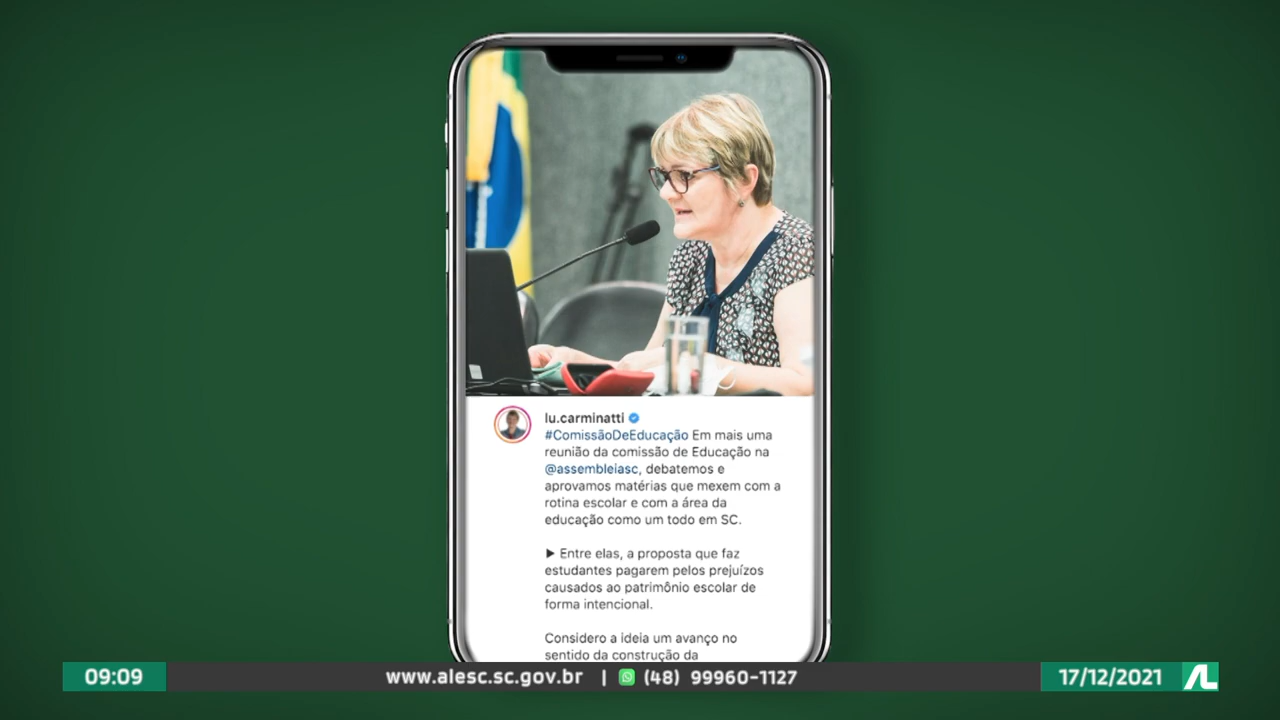 lu.carminatti
#ComissãoDeEducação Em mais uma
reunião da comissão de Educação na
@assembleiasc, debatemos e
aprovamos matérias que mexem com a
rotina escolar e com a área da
educação como um todo em SC.
▶ Entre elas, a proposta que faz
estudantes pagarem pelos prejuízos
causados ao patrimônio escolar de
forma intencional.
Considero a ideia um avanço no
sentido da construção da
09:09
www.alesc.sc.gov.br | (48) 99960-1127
17/12/2021
AL